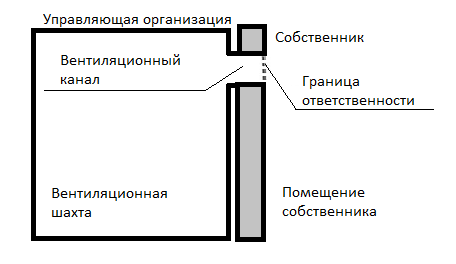 Управляющая организация
Собственник
Вентиляционный
канал
Граница
ответственности
Вентиляционная
шахта
Помещение
собственника